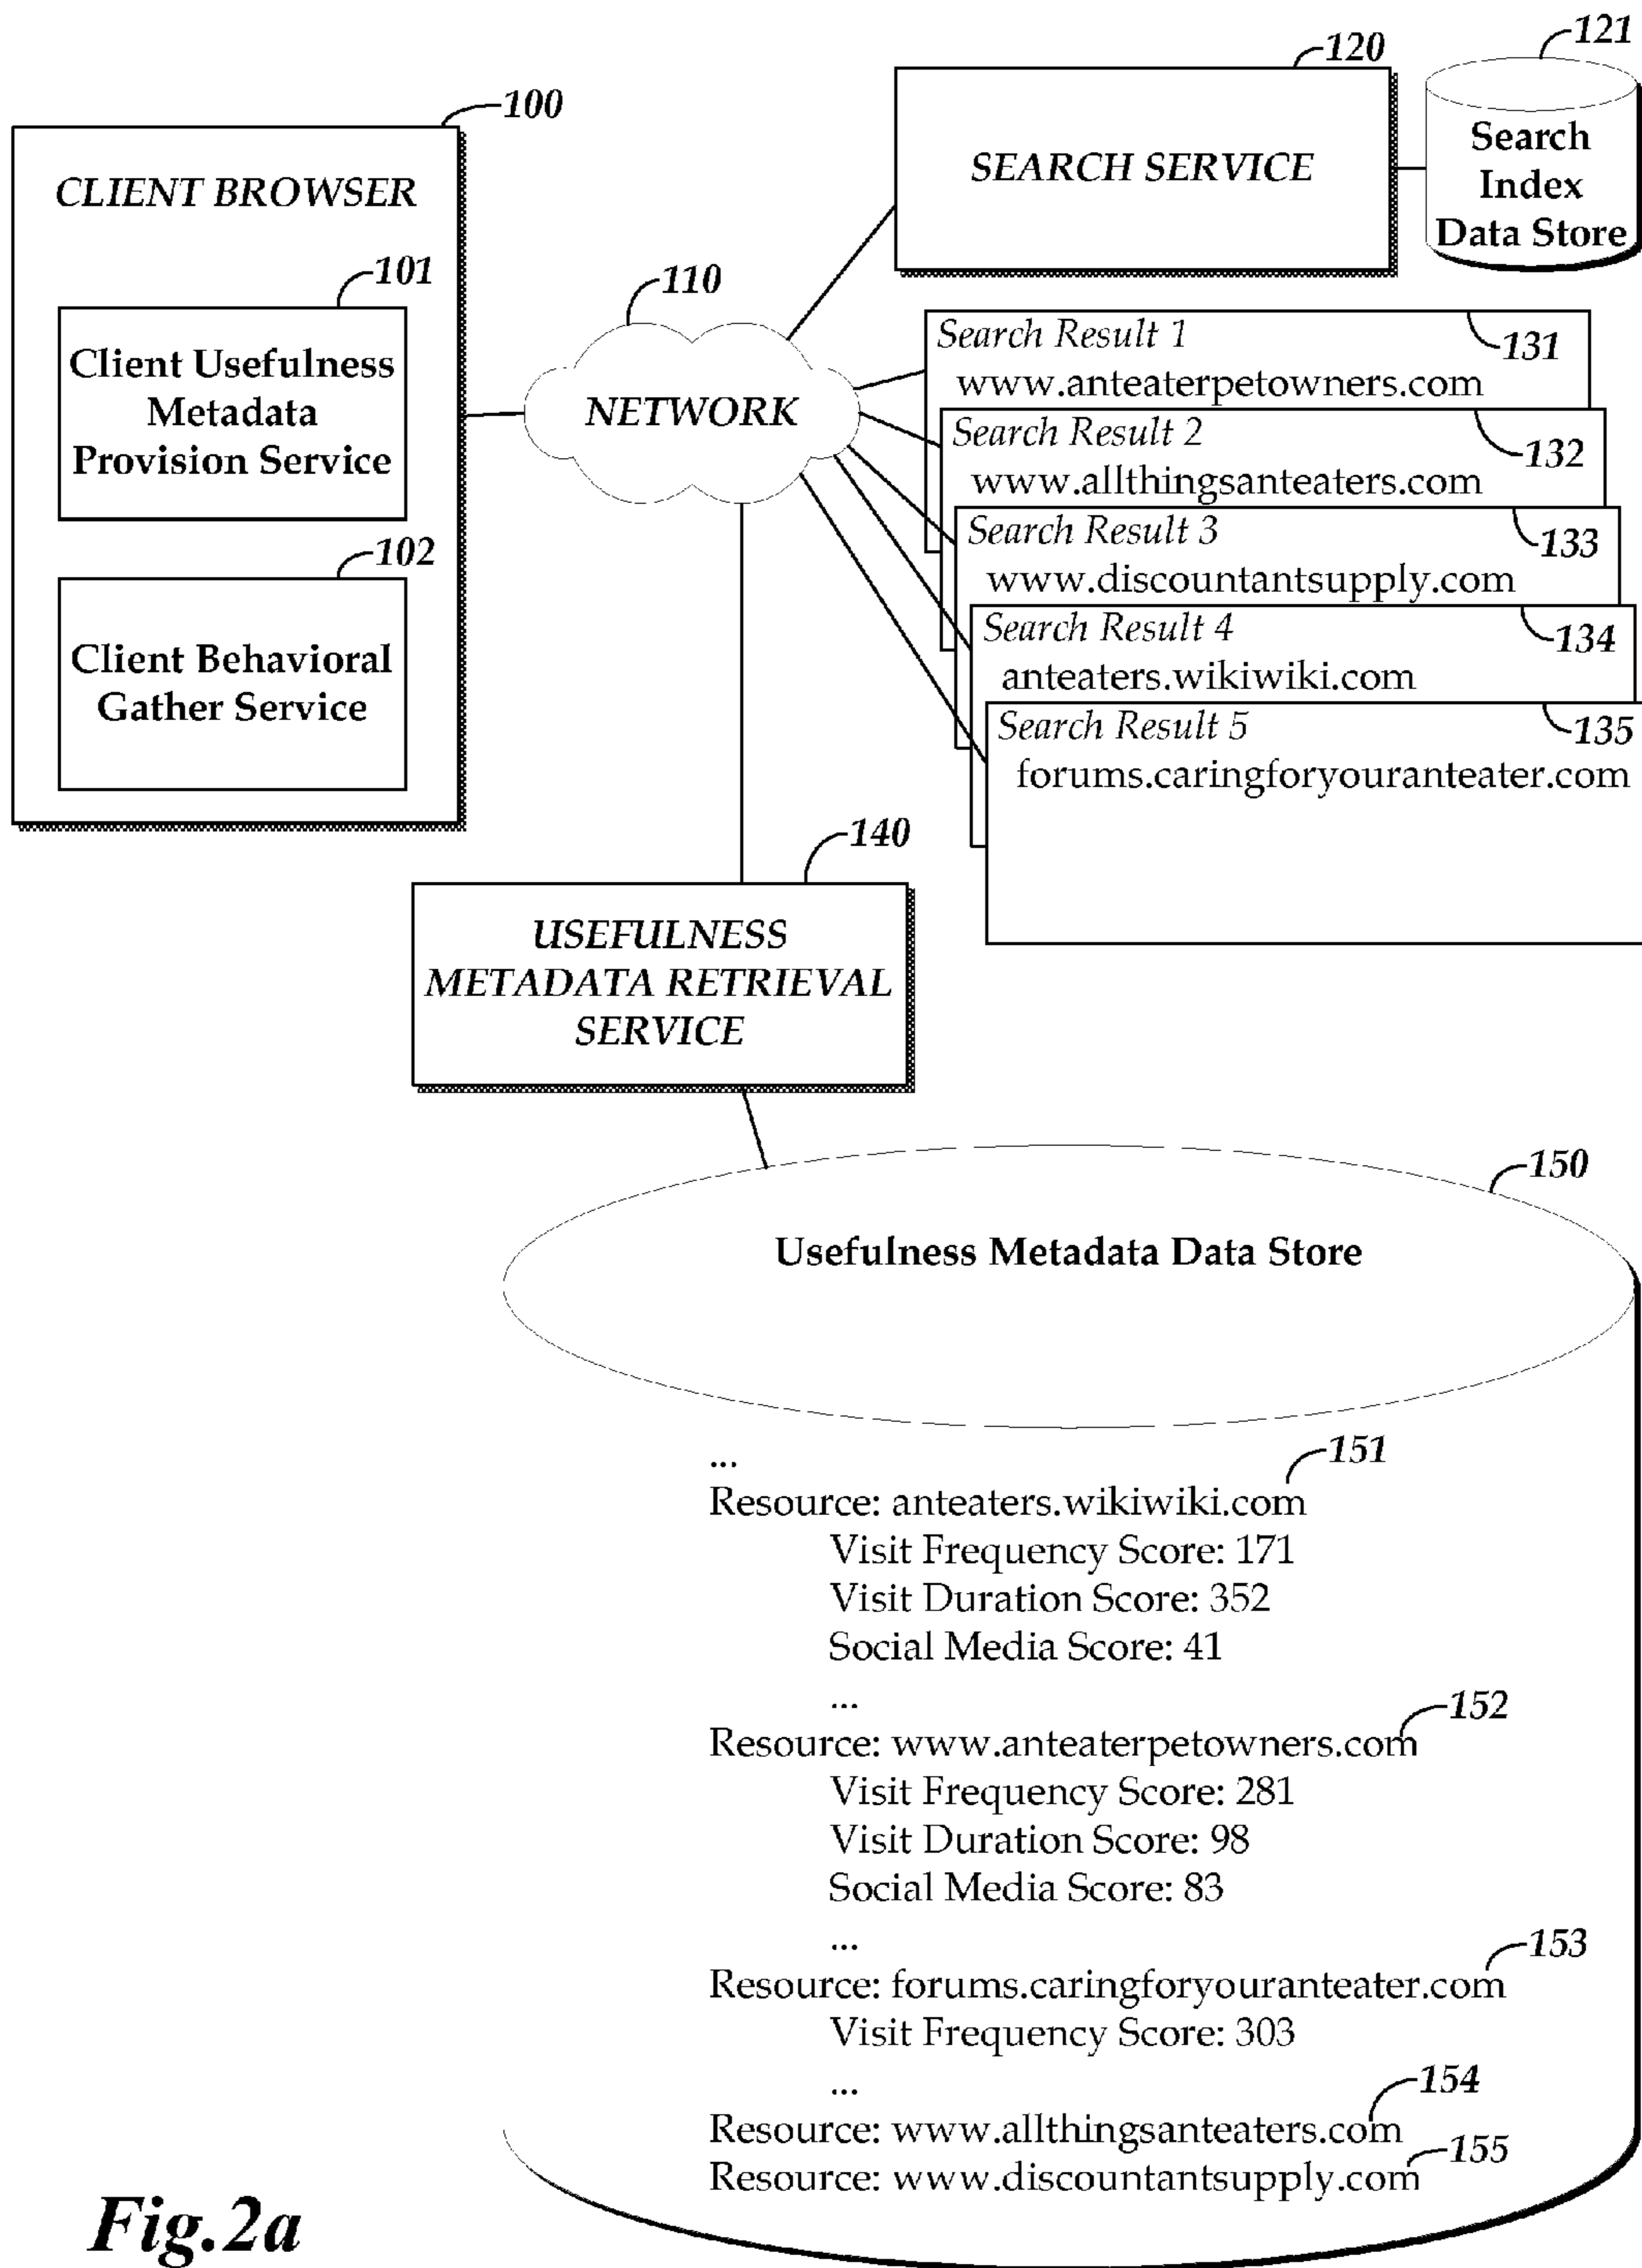 100
CLIENT BROWSER
101
Client Usefulness
Metadata
Provision Service
102
Client Behavioral
Gather Service
110
NETWORK
120
SEARCH SERVICE
121
Search
Index
Data Store
Search Result 1
131
www.anteaterpetowners.com
Search Result 2
132
www.allthingsanteaters.com
Search Result 3
133
www.discountantsupply.com
Search Result 4
134
anteaters.wikiwiki.com
Search Result 5
135
forums.caringforyouranteater.com
140
USEFULNESS
METADATA RETRIEVAL
SERVICE
150
Usefulness Metadata Data Store
...
151
Resource: anteaters.wikiwiki.com
Visit Frequency Score: 171
Visit Duration Score: 352
Social Media Score: 41
...
152
Resource: www.anteaterpetowners.com
Visit Frequency Score: 281
Visit Duration Score: 98
Social Media Score: 83
...
153
Resource: forums.caringforyouranteater.com
Visit Frequency Score: 303
...
154
Resource: www.allthingsanteaters.com
155
Resource: www.discountantsupply.com
Fig.2a